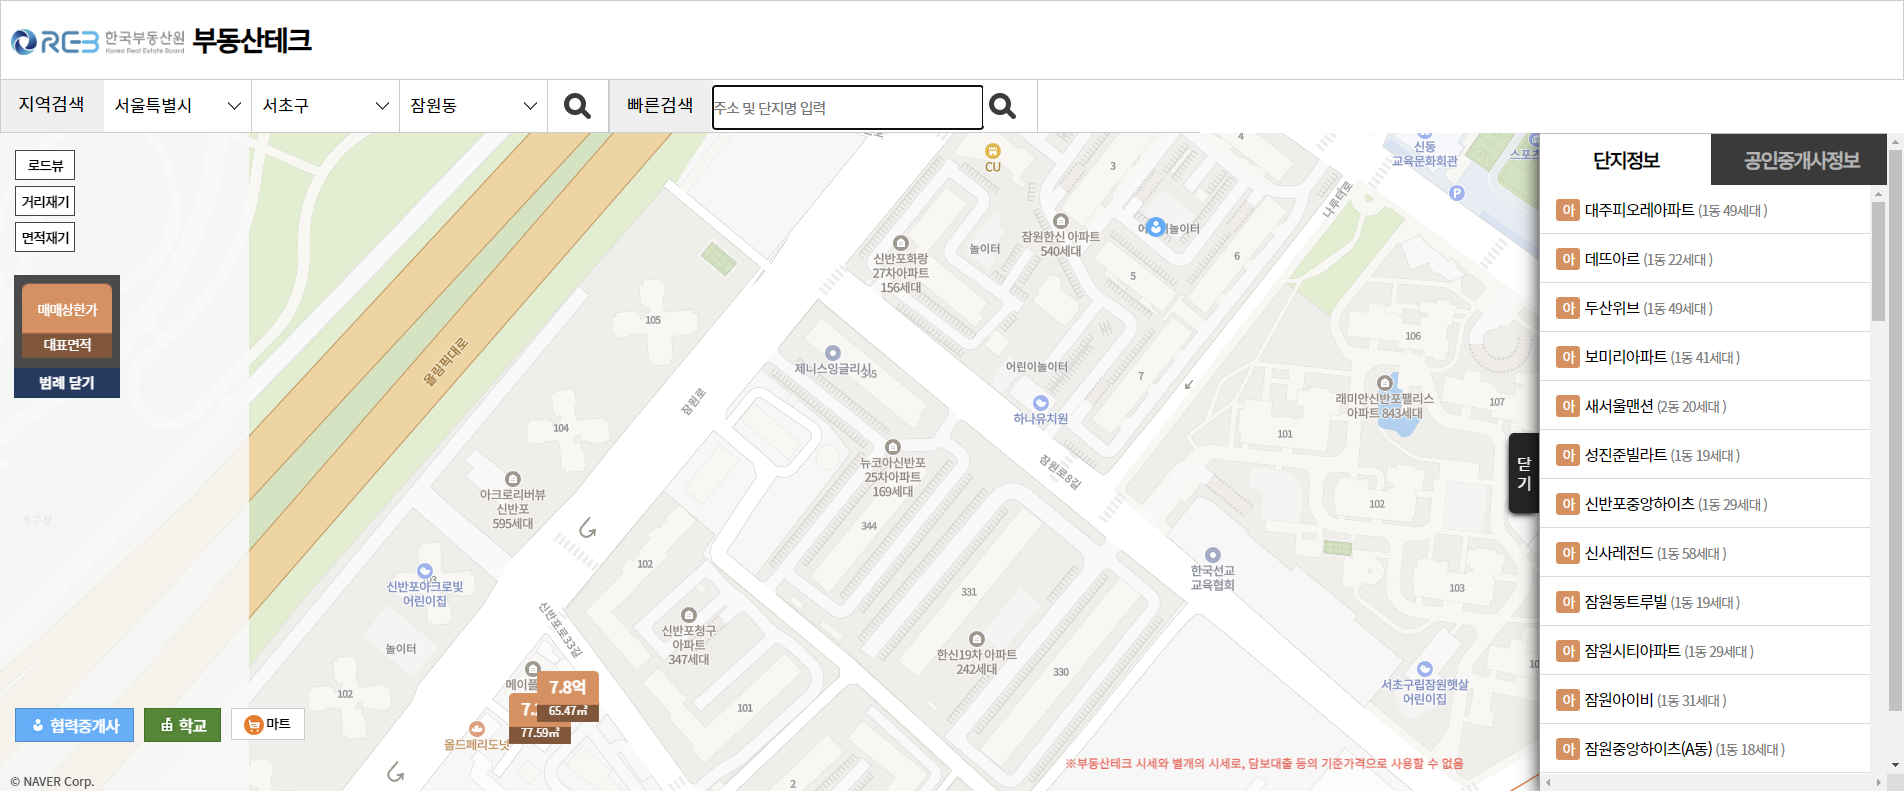 REB 한국부동산원 부동산테크
Korea Real Estate Board
지역검색 서울특별시 서초구 잠원동 빠른검색 주소 및 단지명 입력
로드뷰
거리재기
면적재기
매매상한가
대표면적
범례 닫기
축구장
올림픽대로
105
104
아크로리버뷰
신반포
595세대
103
신반포아크로빌
어린이집
놀이터
102
잠원로
CU
3
4
신동
교육문화회관
스포츠
P
나루터로
신반포화랑
27차아파트
156세대
놀이터
잠원한신 아파트
540세대
5
6
7
제니스잉글리시
345
어린이놀이터
하나유치원
뉴코아신반포
25차아파트
169세대
344
잠원로8길
106
래미안신반포팰리스
아파트 843세대
107
101
102
103
한국선교
교육협회
102
신반포로33길
신반포청구
아파트
347세대
101
331
한신19차 아파트
242세대
330
서초구립잠원햇살
어린이집
메이플
7.8억
65.47㎡
77.59㎡
올드페리도넛
2
협력중개사
학교
마트
© NAVER Corp.
※부동산테크 시세와 별개의 시세로, 담보대출 등의 기준가격으로 사용할 수 없음
닫
기
단지정보 공인중개사정보
아 대주피오레아파트 (1동 49세대 )
아 데뜨아르 (1동 22세대 )
아 두산위브 (1동 49세대 )
아 보미리아파트 (1동 41세대 )
아 새서울맨션 (2동 20세대 )
아 성진준빌라트 (1동 19세대 )
아 신반포중앙하이츠 (1동 29세대 )
아 신사레전드 (1동 58세대 )
아 잠원동트루빌 (1동 19세대 )
아 잠원시티아파트 (1동 29세대 )
아 잠원아이비 (1동 31세대 )
아 잠원중앙하이츠(A동) (1동 18세대 )